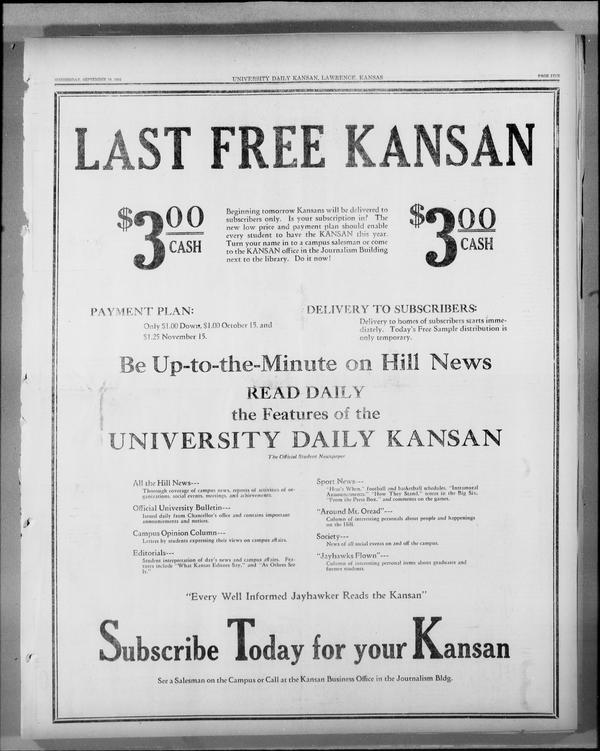 WEDNESDAY, SEPTEMBER 19, 1934
UNIVERSITY DAILY KANSAN, LAWRENCE, KANSAS
PAGE FIVE
LAST FREE KANSAN
$3.00
CASH
Beginning tomorrow Kansans will be delivered to
subscribers only. Is your subscription in? The
new low price and payment plan should enable
every student to have the KANSAN this year.
Turn your name in to a campus salesman or come
to the KANSAN office in the Journalism Building
next to the library. Do it now!
$3.00
CASH
PAYMENT PLAN:
Only $1.00 Down, $1.00 October 15, and
$1.25 November 15.
DELIVERY TO SUBSCRIBERS:
Delivery to homes of subscribers starts imme-
diately. Today's Free Sample distribution is
only temporary.
Be Up-to-the-Minute on Hill News
READ DAILY
the Features of the
UNIVERSITY DAILY KANSAN
The Official Student Newspaper
All the Hill News---
Thorough coverage of campus news, reports of activities of or-
ganizations, social events, meetings, and achievements.
Official University Bulletin---
Issued daily from Chancellor's office and contains important
announcements and notices.
Campus Opinion Column---
Letters by students expressing their views on campus affairs.
Editorials---
Student interpretation of day's news and campus affairs. Fea-
tures include "What Kansas Editors Say," and "As Others See
It."
Sport News---
"Here's When," football and basketball schedules, "Intramural
Announcements," "How They Stand," scores in the Big Six,
"From the Press Box," and comments on the games.
"Around Mt. Oread"---
Column of interesting personals about people and happenings
on the Hill.
Society---
News of all social events on and off the campus.
"Jayhawks Flown"---
Column of interesting personal items about graduates and
former students.
"Every Well Informed Jayhawker Reads the Kansan"
Subscribe Today for your Kansan
See a Salesman on the Campus or Call at the Kansan Business Office in the Journalism Bldg.